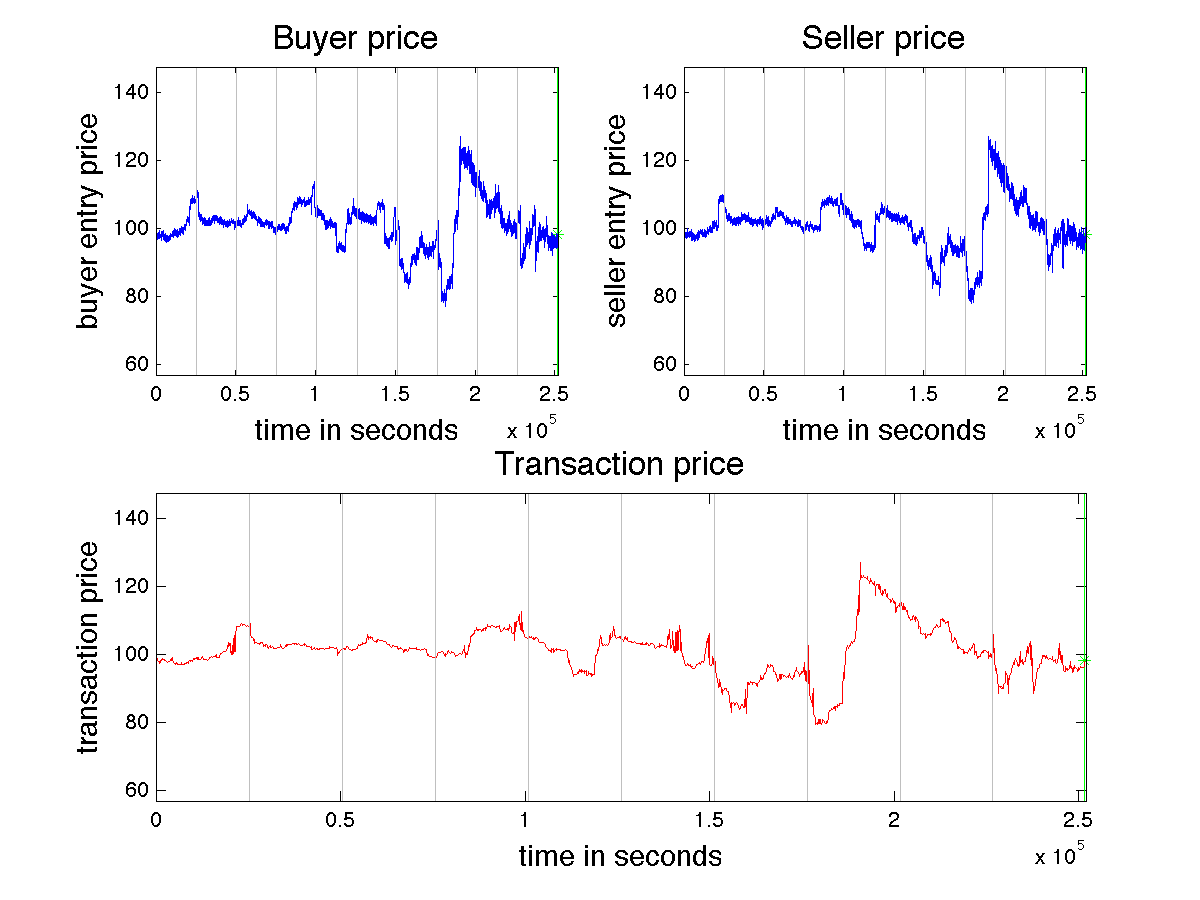 Buyer price
buyer entry price
140
120
100
80
60
0 0.5 1 1.5 2 2.5
x 10^5
time in seconds
Seller price
seller entry price
140
120
100
80
60
0 0.5 1 1.5 2 2.5
x 10^5
time in seconds
Transaction price
transaction price
140
120
100
80
60
0 0.5 1 1.5 2 2.5
x 10^5
time in seconds